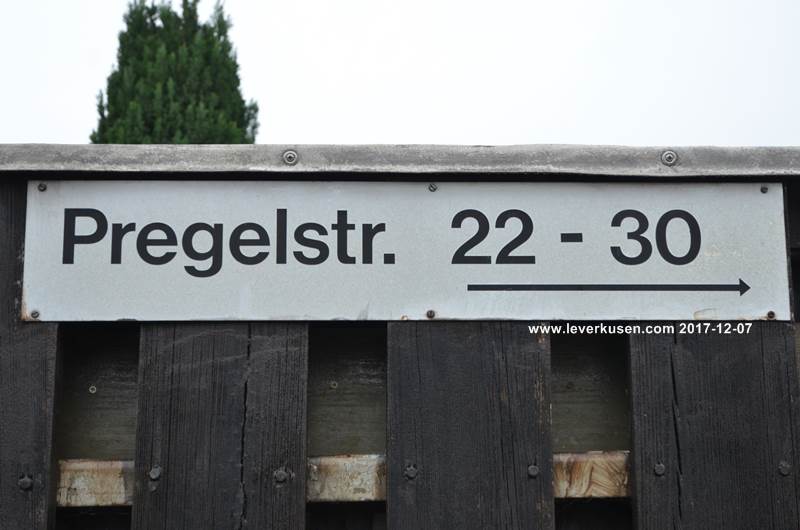 Pregelstr. 22 - 30
www.leverkusen.com 2017-12-07